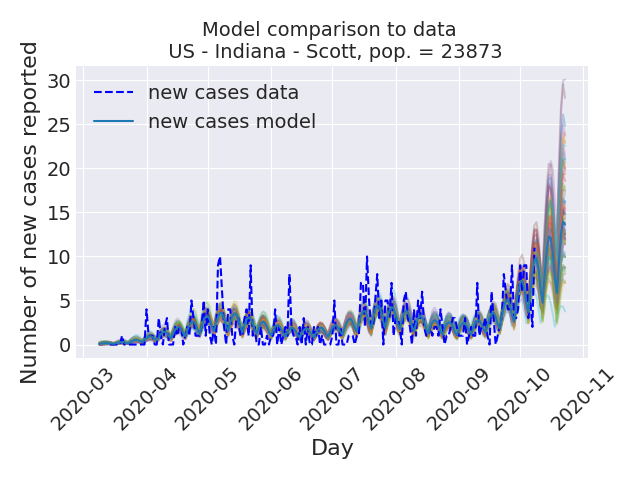 Model comparison to data
US - Indiana - Scott, pop. = 23873
Number of new cases reported
30
25
20
15
10
5
0
new cases data
new cases model
2020-03
2020-04
2020-05
2020-06
2020-07
2020-08
2020-09
2020-10
2020-11
Day